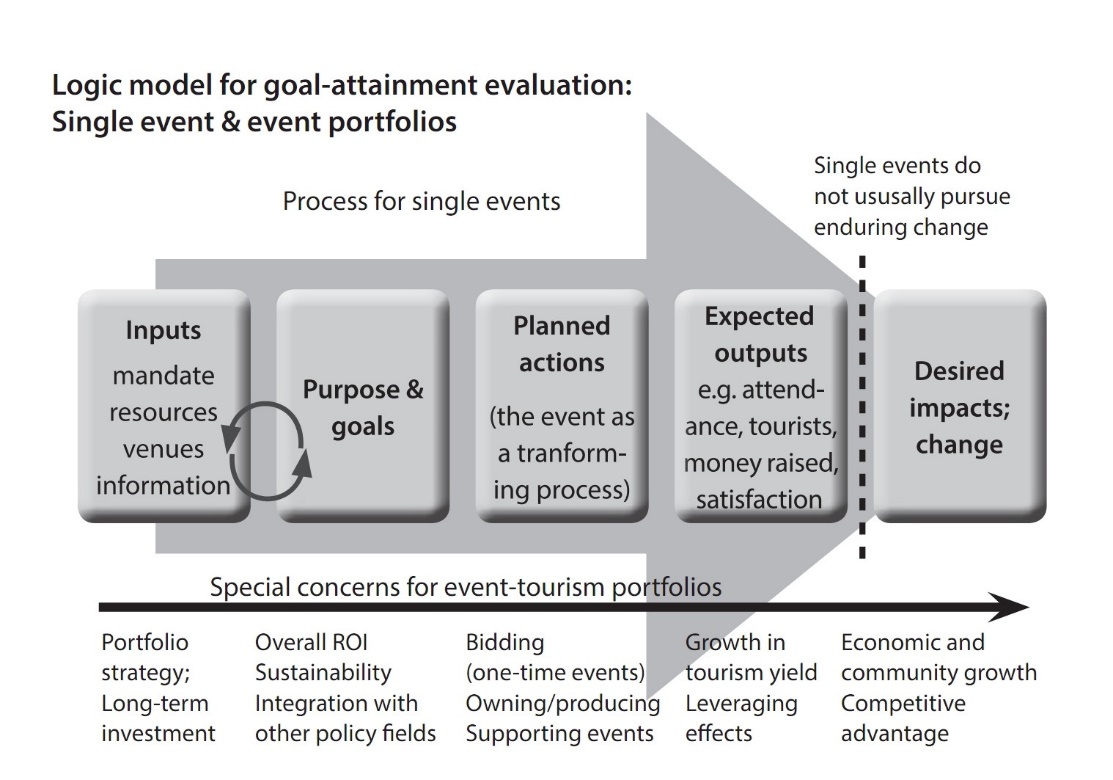 Logic model for goal-attainment evaluation:
Single event & event portfolios
Process for single events
Single events do
not ususally pursue
enduring change
Inputs
mandate
resources
venues
information
Purpose &
goals
Planned
actions
(the event as
a tranform-
ing process)
Expected
outputs
e.g. attend-
ance, tourists,
money raised,
satisfaction
Desired
impacts;
change
Special concerns for event-tourism portfolios
Portfolio
strategy;
Long-term
investment
Overall ROI
Sustainability
Integration with
other policy fields
Bidding
(one-time events)
Owning/producing
Supporting events
Growth in
tourism yield
Leveraging
effects
Economic and
community growth
Competitive
advantage